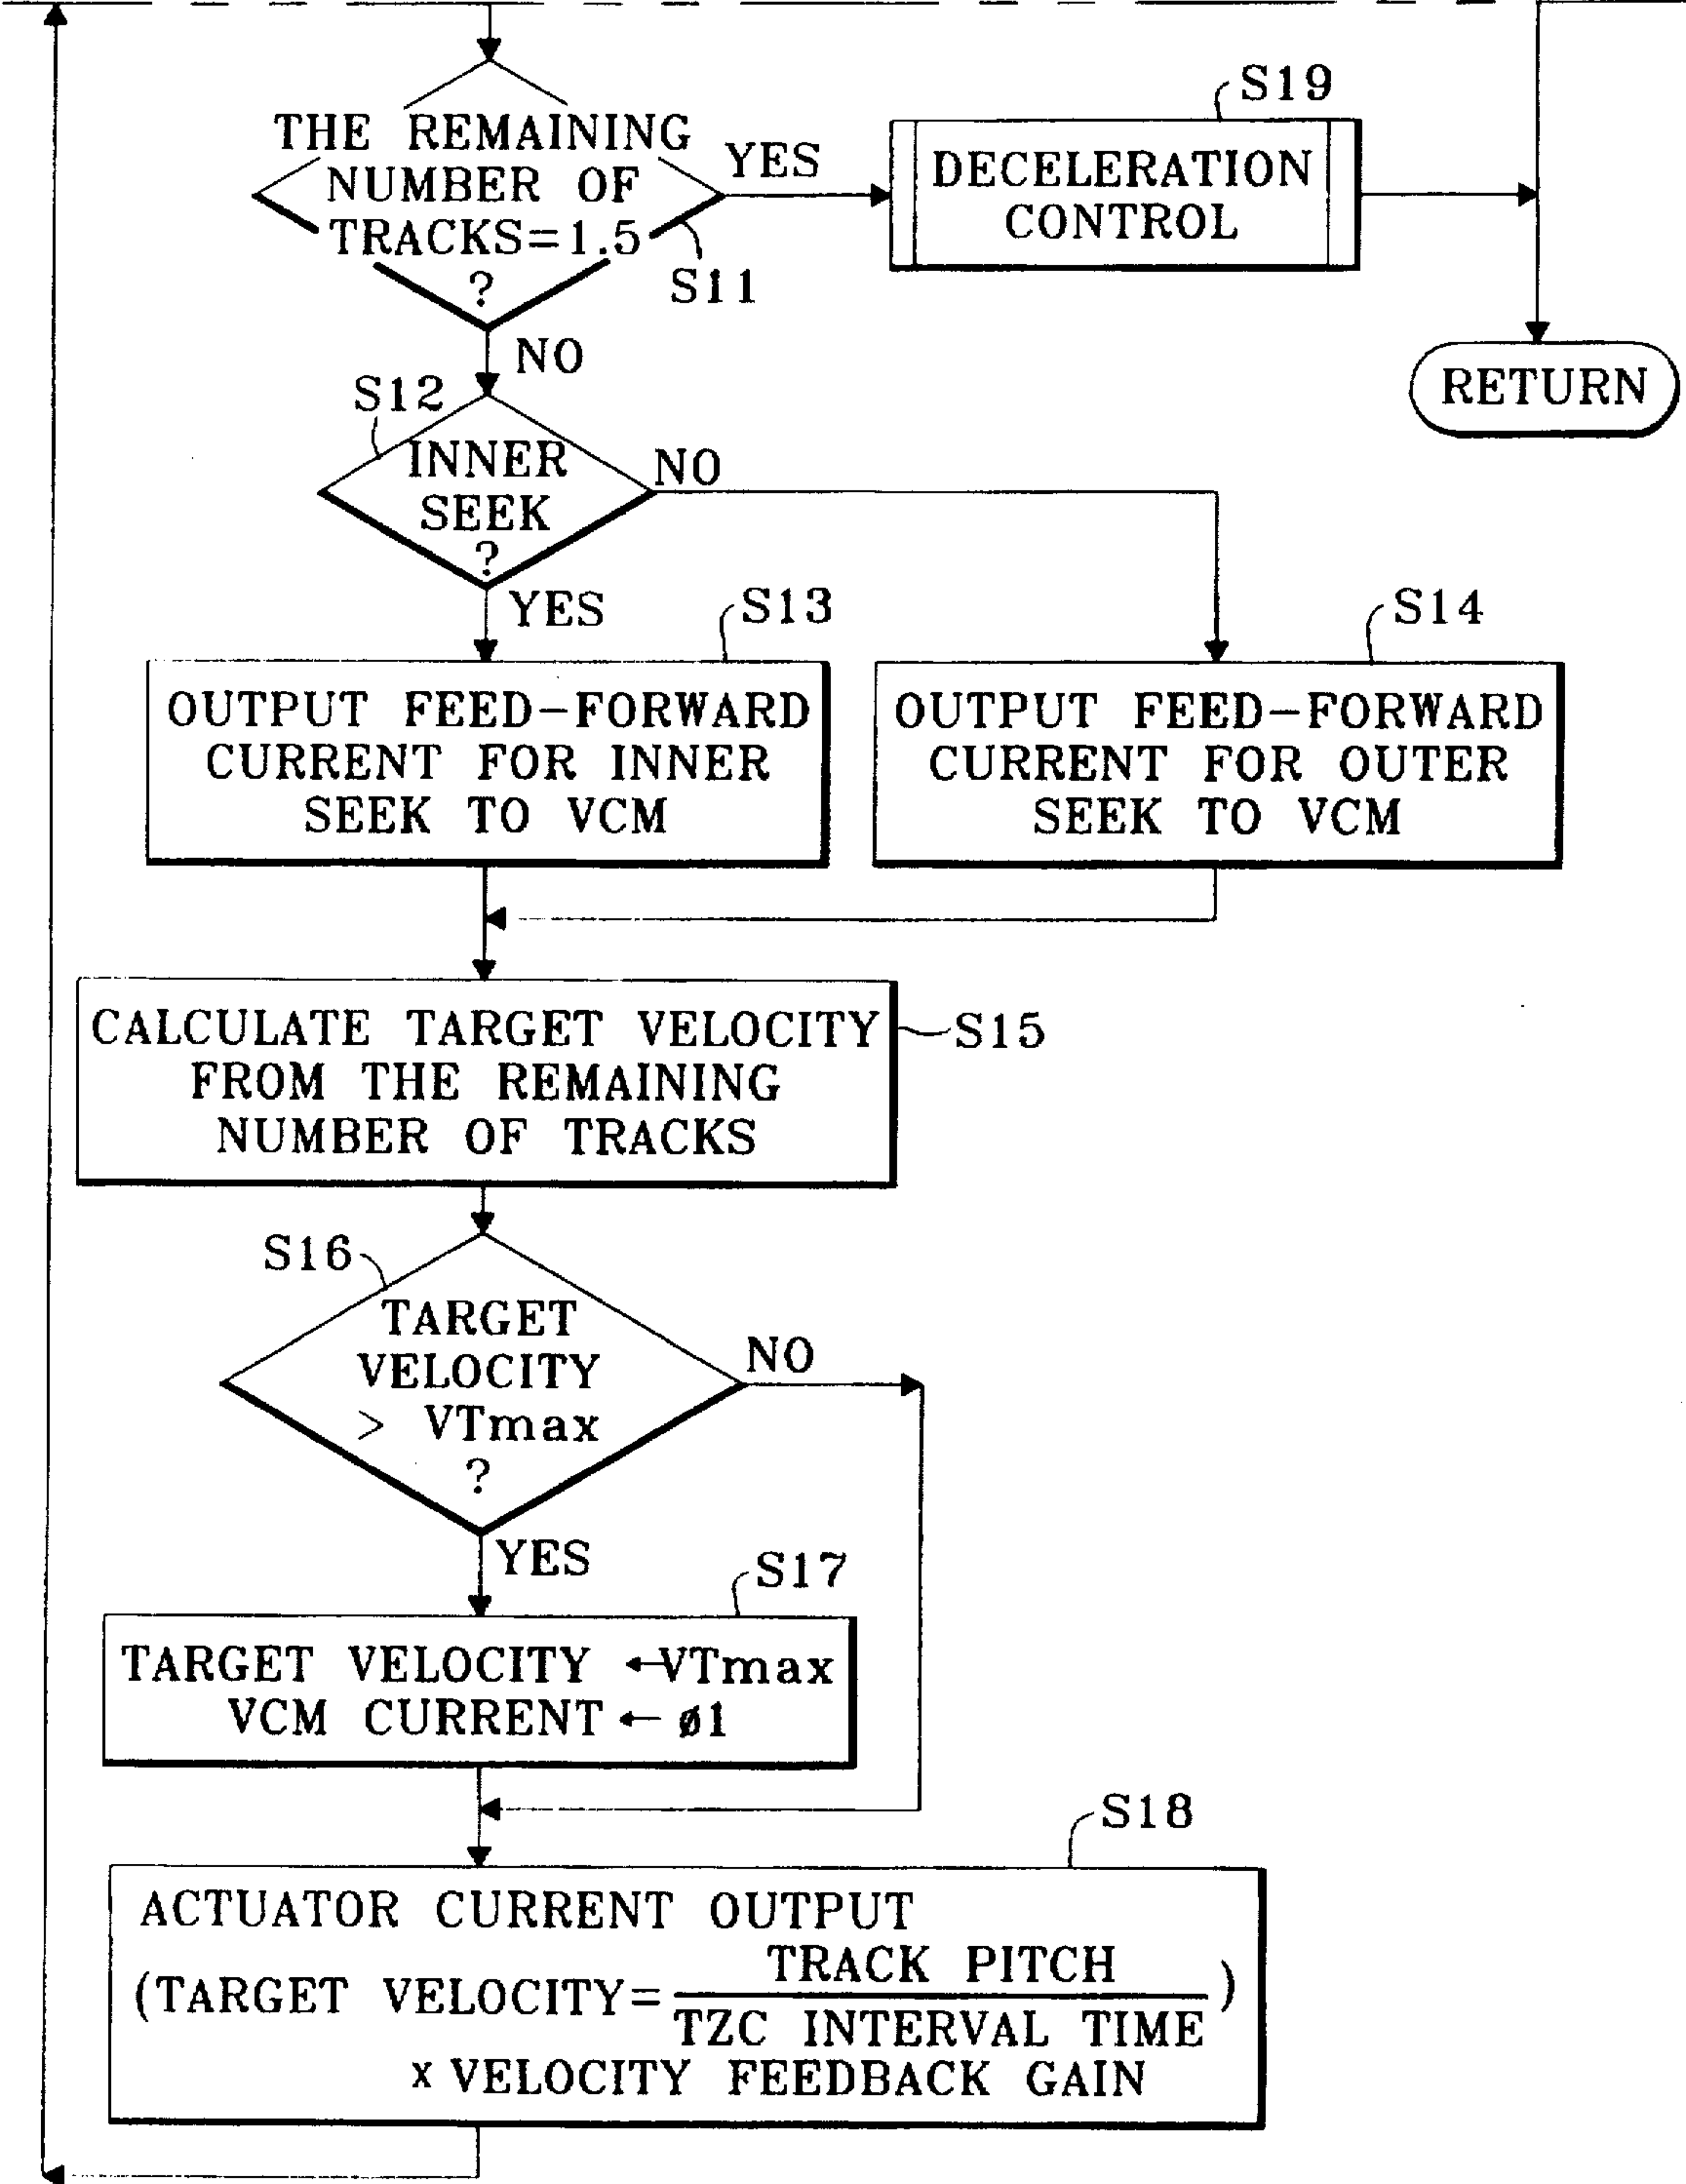 S19
THE REMAINING
NUMBER OF
TRACKS=1.5
?
YES
DECELERATION
CONTROL
S11
NO
RETURN
S12
INNER
SEEK
?
NO
YES
S13
S14
OUTPUT FEED-FORWARD
CURRENT FOR INNER
SEEK TO VCM
OUTPUT FEED-FORWARD
CURRENT FOR OUTER
SEEK TO VCM
CALCULATE TARGET VELOCITY
FROM THE REMAINING
NUMBER OF TRACKS
S15
S16
TARGET
VELOCITY
> VTmax
?
NO
YES
S17
TARGET VELOCITY ←VTmax
VCM CURRENT ← ø1
S18
ACTUATOR CURRENT OUTPUT
(TARGET VELOCITY=
TRACK PITCH
TZC INTERVAL TIME
)
x VELOCITY FEEDBACK GAIN